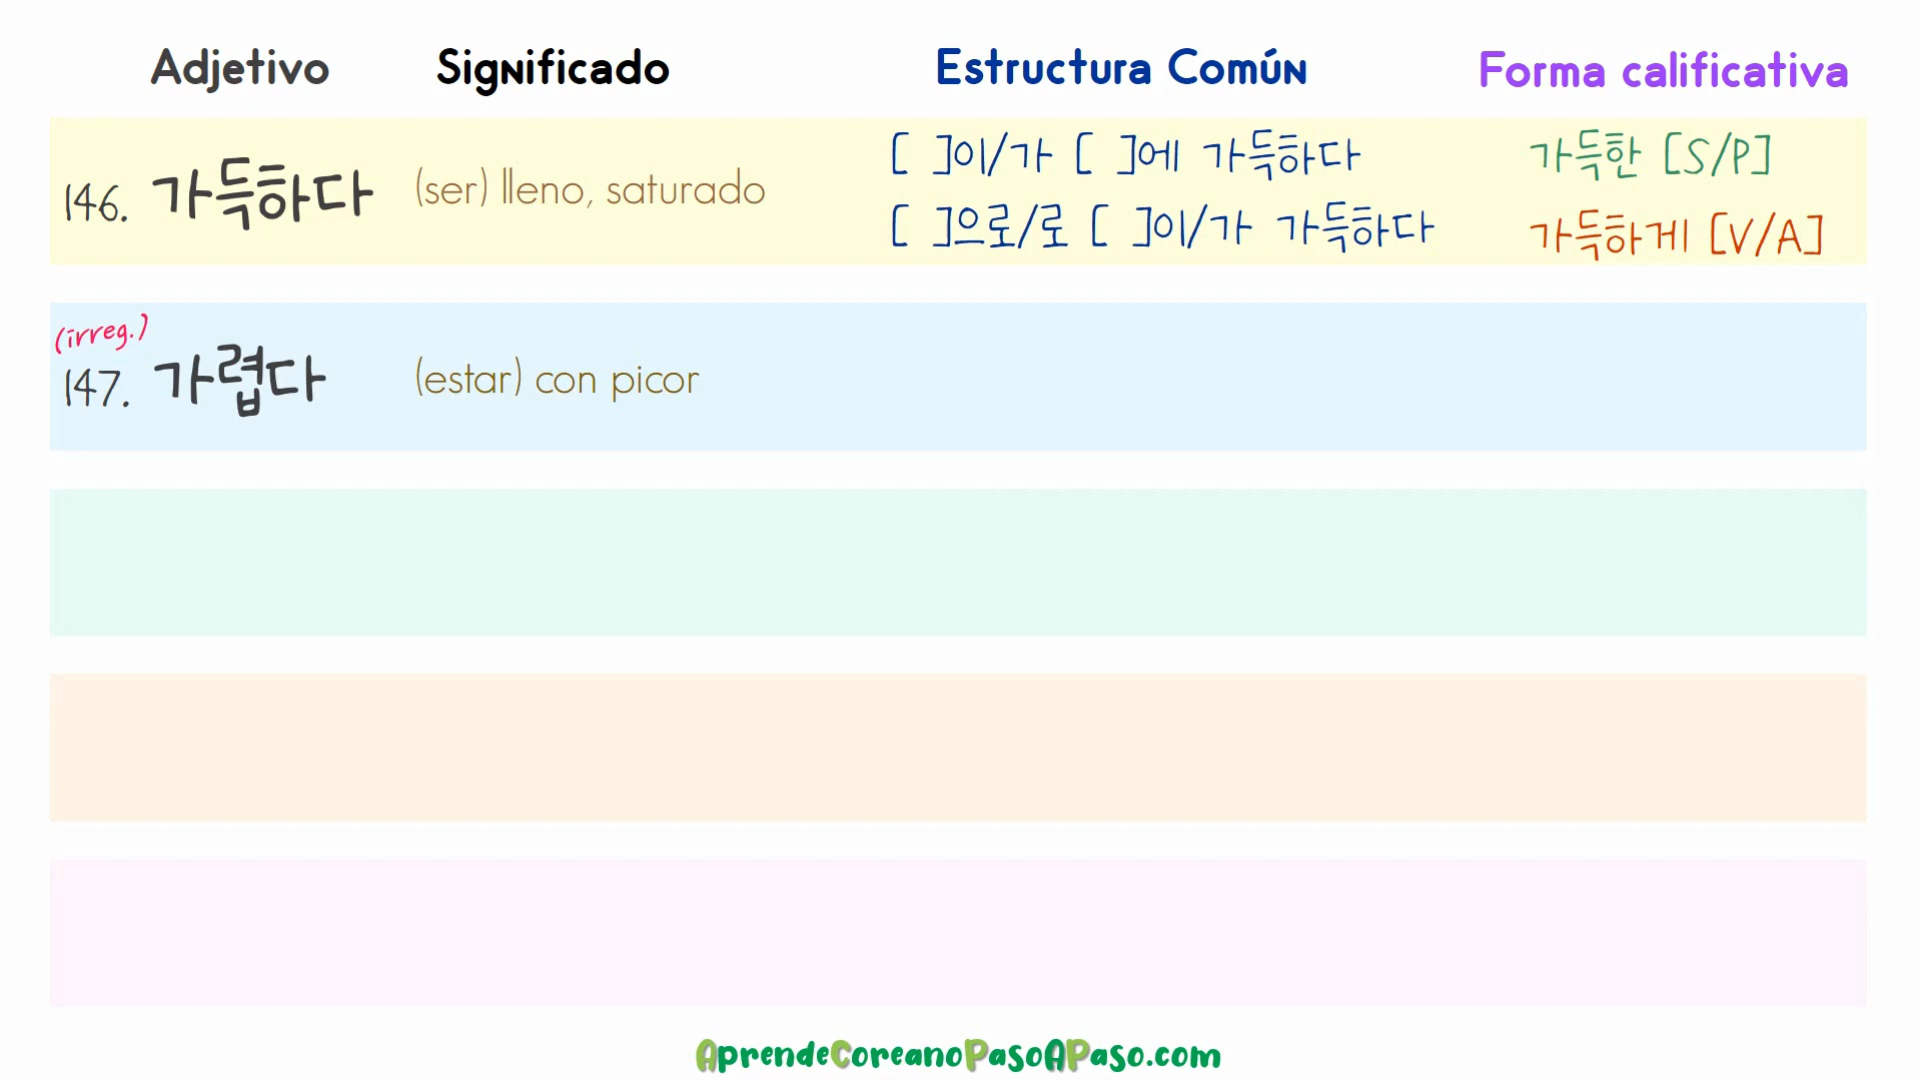 Adjetivo Significado Estructura Común Forma calificativa
146. 가득하다 (ser) lleno, saturado
[ ]이/가 [ ]에 가득하다
[ ]으로/로 [ ]이/가 가득하다
가득한 [S/P]
가득하게 [V/A]
(irreg.)
147. 가렵다 (estar) con picor
AprendeCoreanoPasoAPaso.com